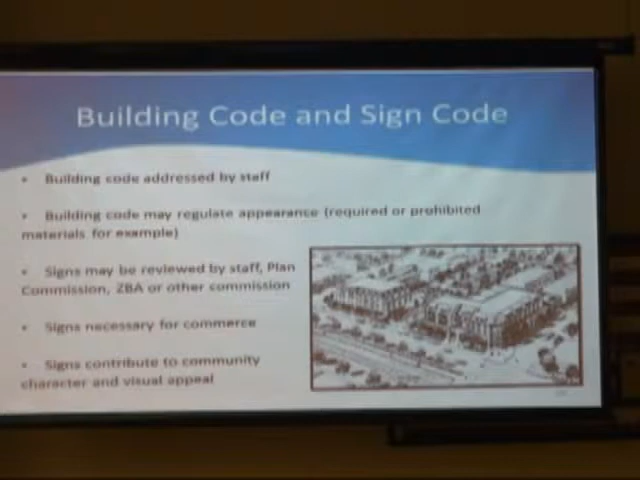 Building Code and Sign Code
• Building code addressed by staff
• Building code may regulate appearance (required or prohibited
materials for example)
• Signs may be reviewed by staff, Plan
Commission, ZBA or other commission
• Signs necessary for commerce
• Signs contribute to community
character and visual appeal